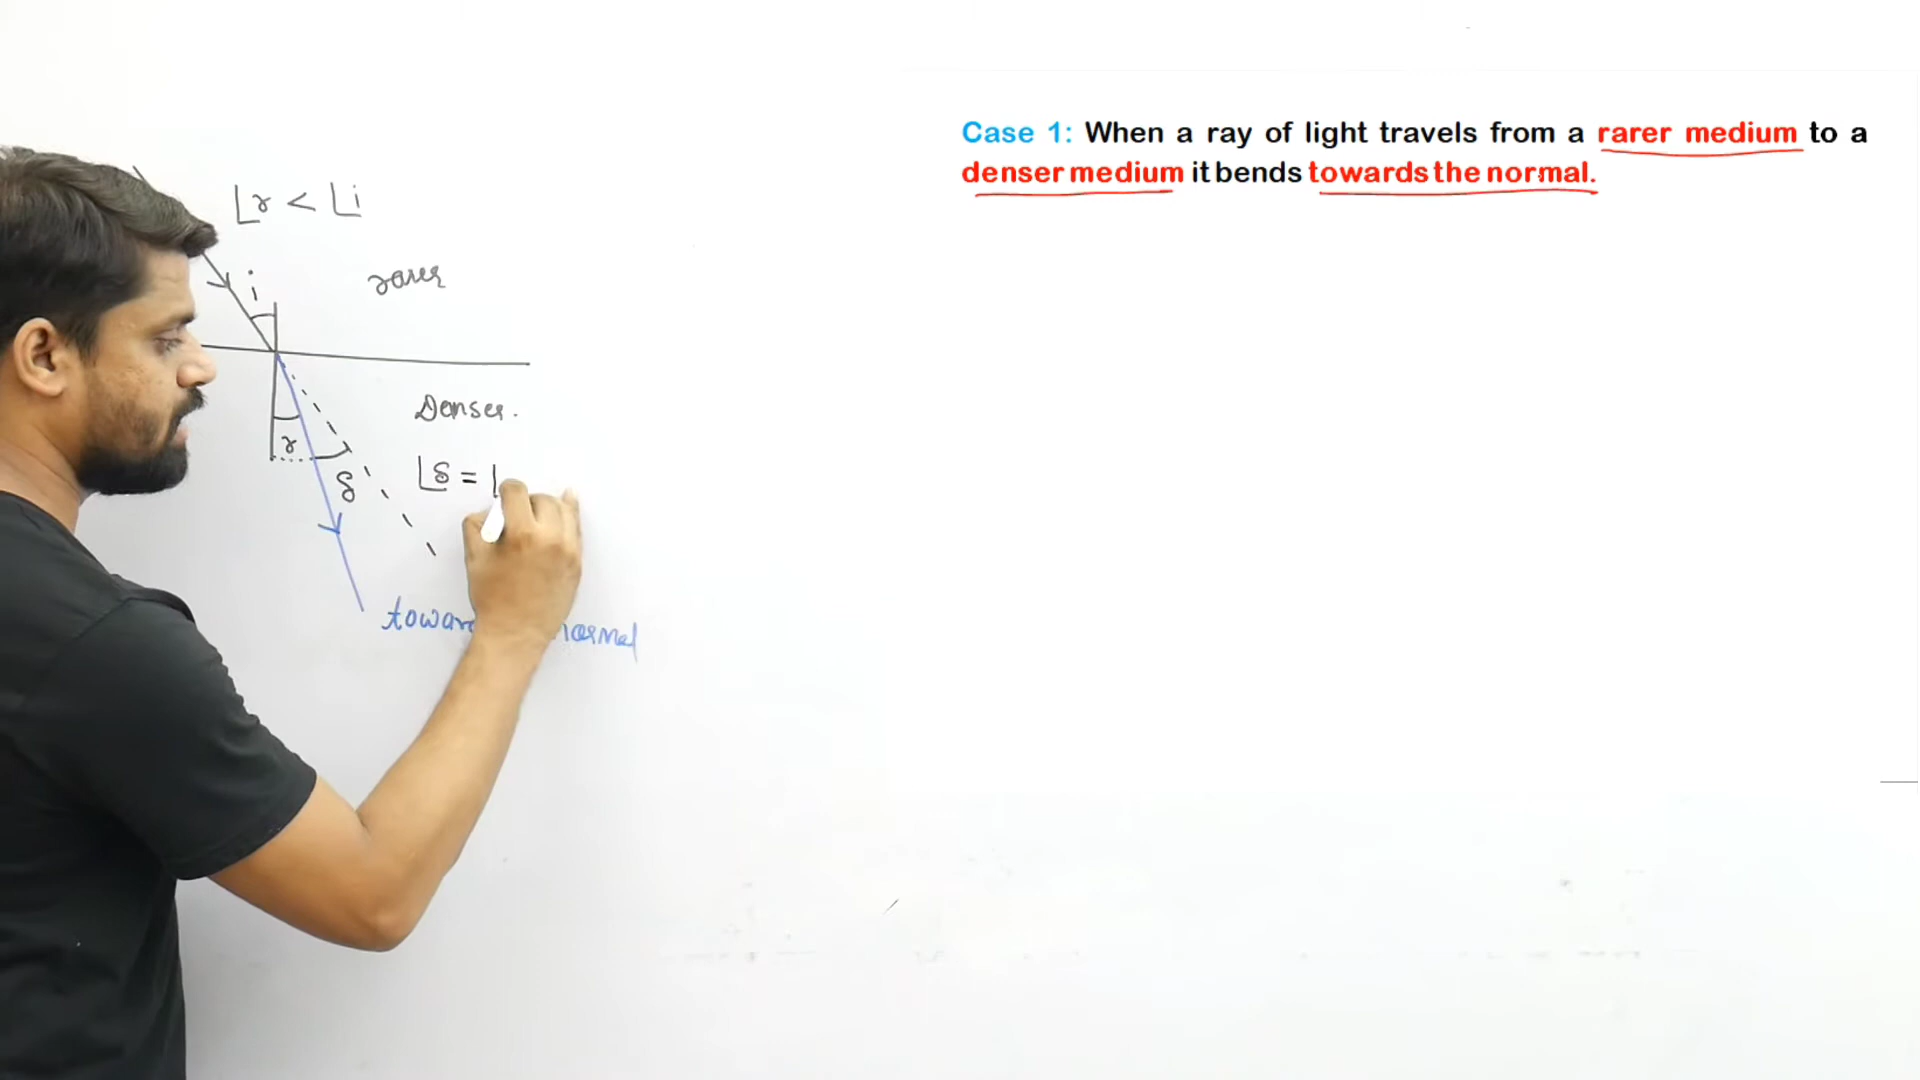 ∠r < ∠i
i
rarer
Denser.
r
δ
∠δ =
normal
Case 1: When a ray of light travels from a rarer medium to a
denser medium it bends towards the normal.